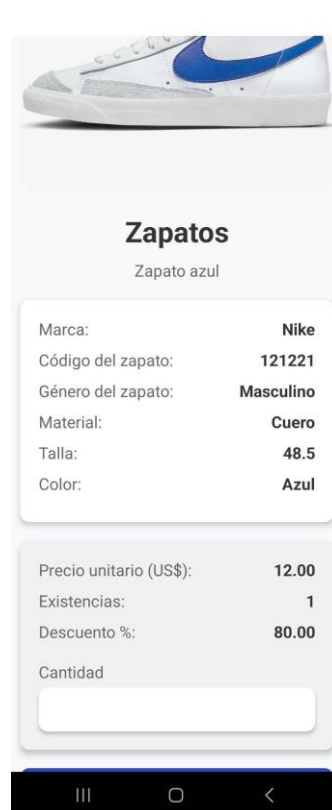 Zapatos
Zapato azul
Marca: Nike
Código del zapato: 121221
Género del zapato: Masculino
Material: Cuero
Talla: 48.5
Color: Azul
Precio unitario (US$): 12.00
Existencias: 1
Descuento %: 80.00
Cantidad